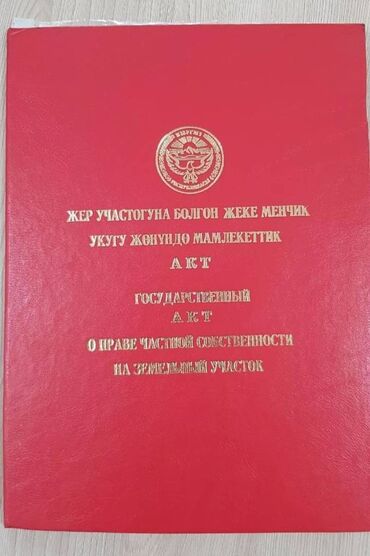 ЖЕР УЧАСТОГУНА БОЛГОН ЖЕКЕ МЕНЧИК
УКУГУ ЖӨНҮНДӨ МАМЛЕКЕТТИК
АКТ
ГОСУДАРСТВЕННЫЙ
АКТ
О ПРАВЕ ЧАСТНОЙ СОБСТВЕННОСТИ
НА ЗЕМЕЛЬНЫЙ УЧАСТОК